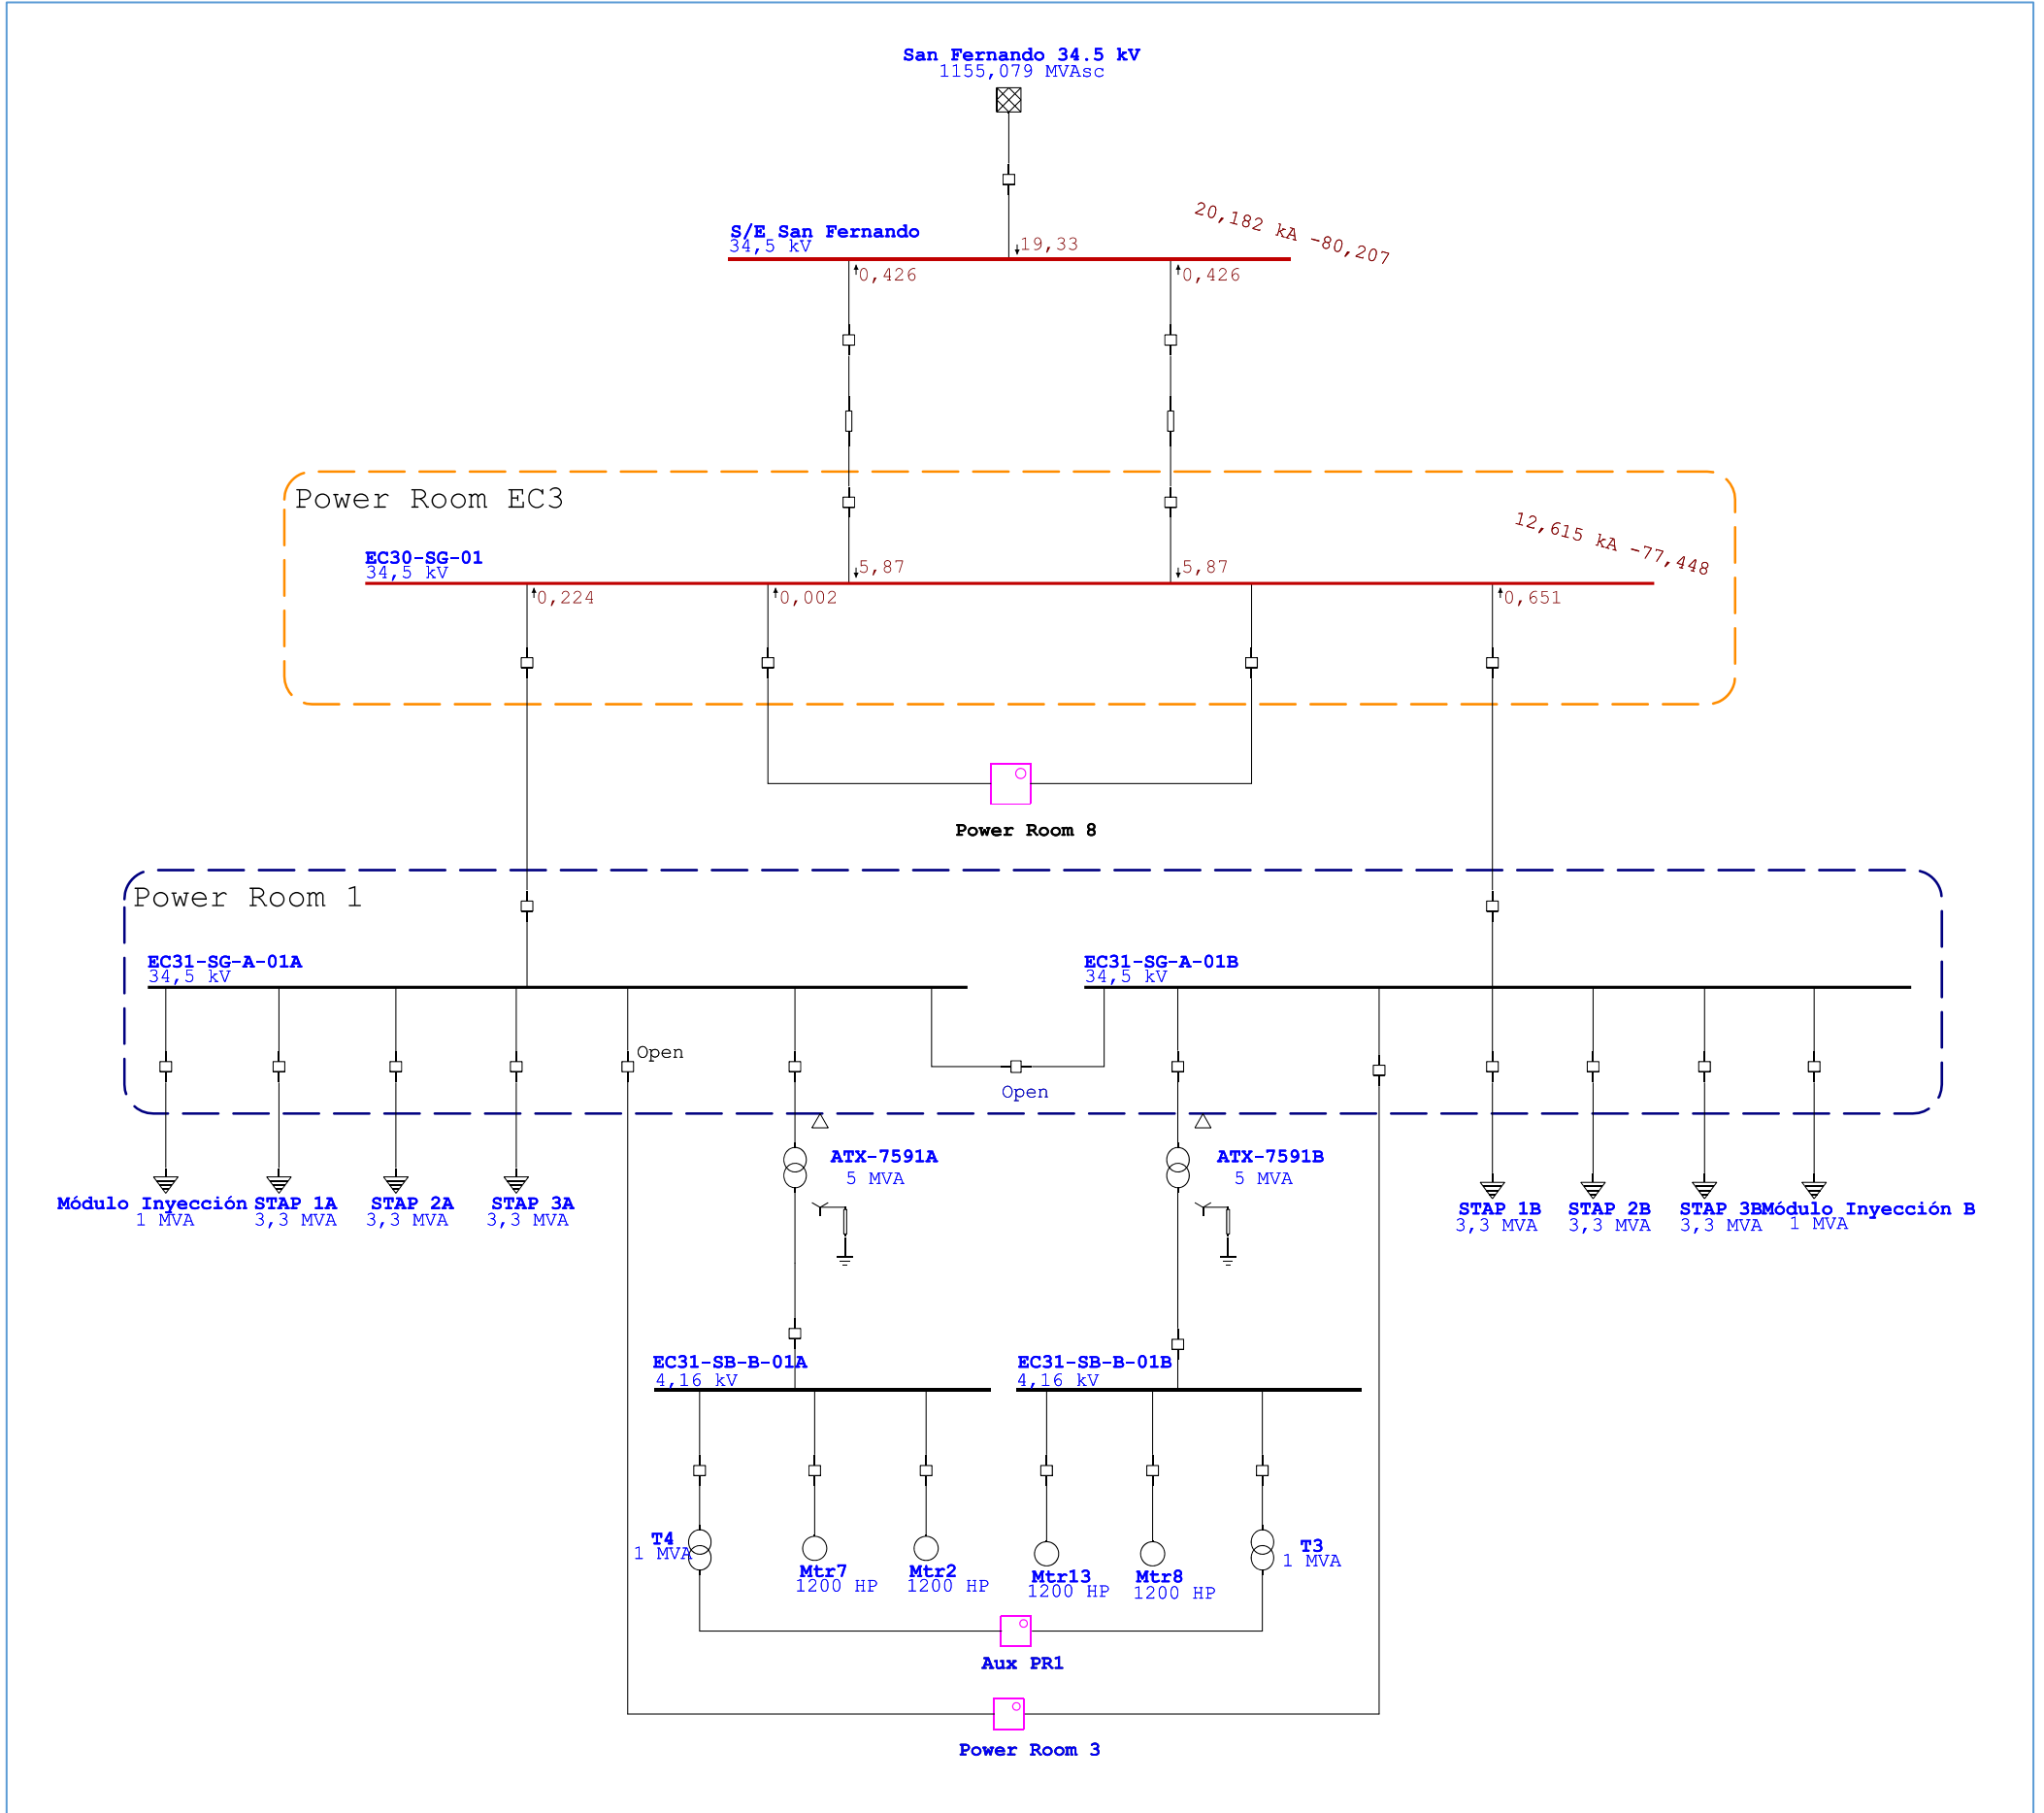 San Fernando 34.5 kV
1155,079 MVAsc
20,182 kA -80,207
S/E San Fernando
34,5 kV
19,33
0,426
0,426
Power Room EC3
12,615 kA -77,448
EC30-SG-01
34,5 kV
5,87
5,87
0,224
0,002
0,651
Power Room 8
Power Room 1
EC31-SG-A-01A
34,5 kV
EC31-SG-A-01B
34,5 kV
Open
Open
ATX-7591A
5 MVA
ATX-7591B
5 MVA
Módulo Inyección
1 MVA
STAP 1A
3,3 MVA
STAP 2A
3,3 MVA
STAP 3A
3,3 MVA
STAP 1B
3,3 MVA
STAP 2B
3,3 MVA
STAP 3B
3,3 MVA
Módulo Inyección B
1 MVA
EC31-SB-B-01A
4,16 kV
EC31-SB-B-01B
4,16 kV
T4
1 MVA
Mtr7
1200 HP
Mtr2
1200 HP
Mtr13
1200 HP
Mtr8
1200 HP
T3
1 MVA
Aux PR1
Power Room 3